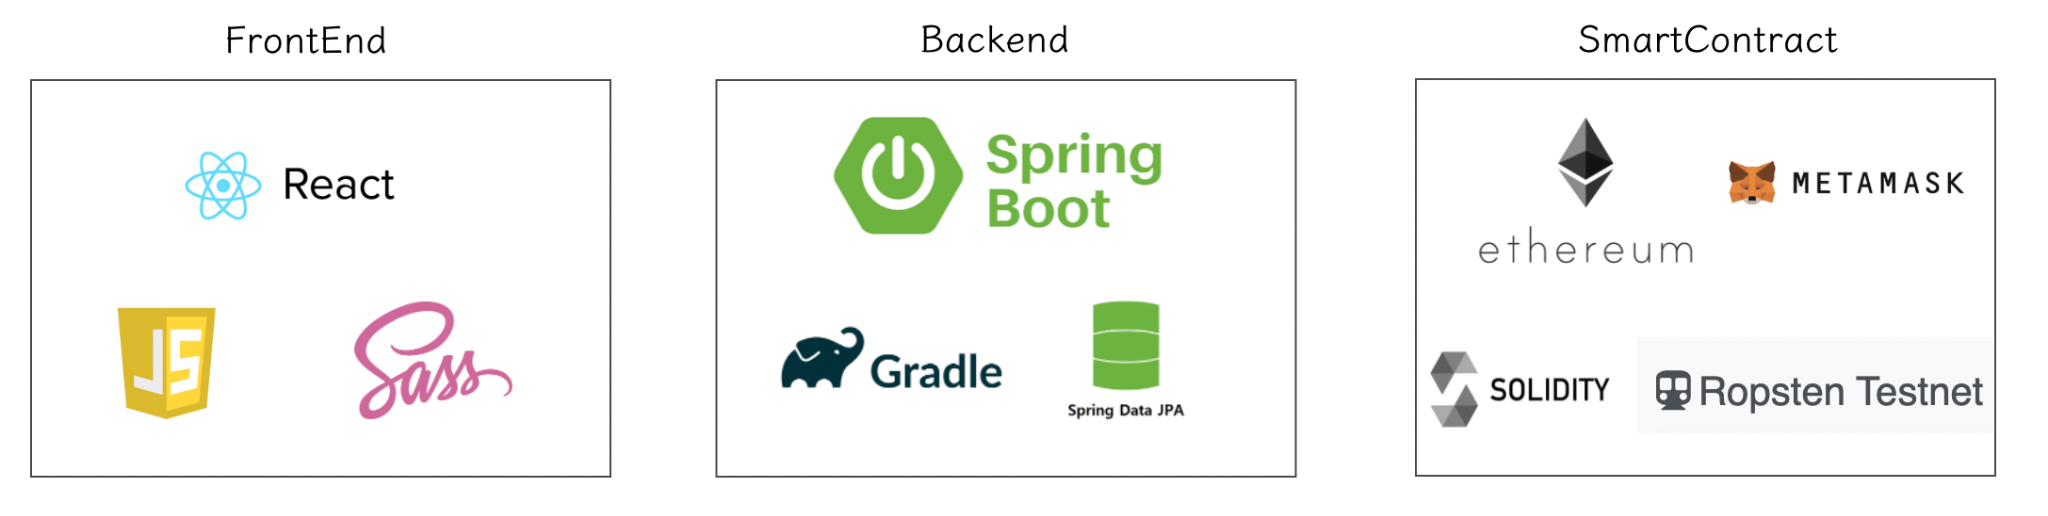 FrontEnd
Backend
SmartContract
React
JS
Sass
Spring
Boot
Gradle
Spring Data JPA
ethereum
METAMASK
SOLIDITY
Ropsten Testnet